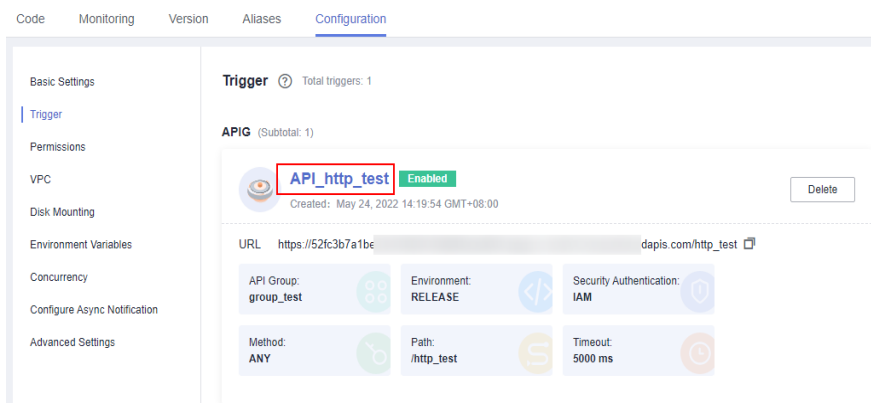 Code Monitoring Version Aliases Configuration
Basic Settings
Trigger
Permissions
VPC
Disk Mounting
Environment Variables
Concurrency
Configure Async Notification
Advanced Settings
Trigger ? Total triggers: 1
APIG (Subtotal: 1)
API_http_test Enabled
Created: May 24, 2022 14:19:54 GMT+08:00
Delete
URL https://52fc3b7a1be dapis.com/http_test
API Group:
group_test
Environment:
RELEASE
Security Authentication:
IAM
Method:
ANY
Path:
/http_test
Timeout:
5000 ms